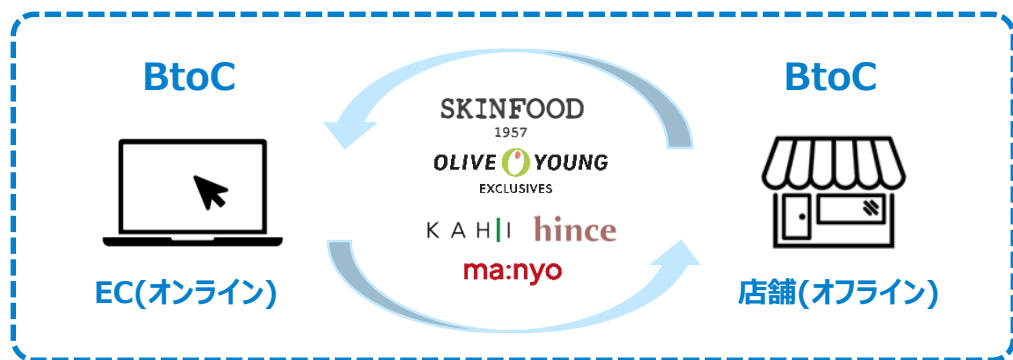 BtoC
EC(オンライン)
SKINFOOD
1957
OLIVE YOUNG
EXCLUSIVES
KAHI hince
ma:nyo
BtoC
店舗(オフライン)